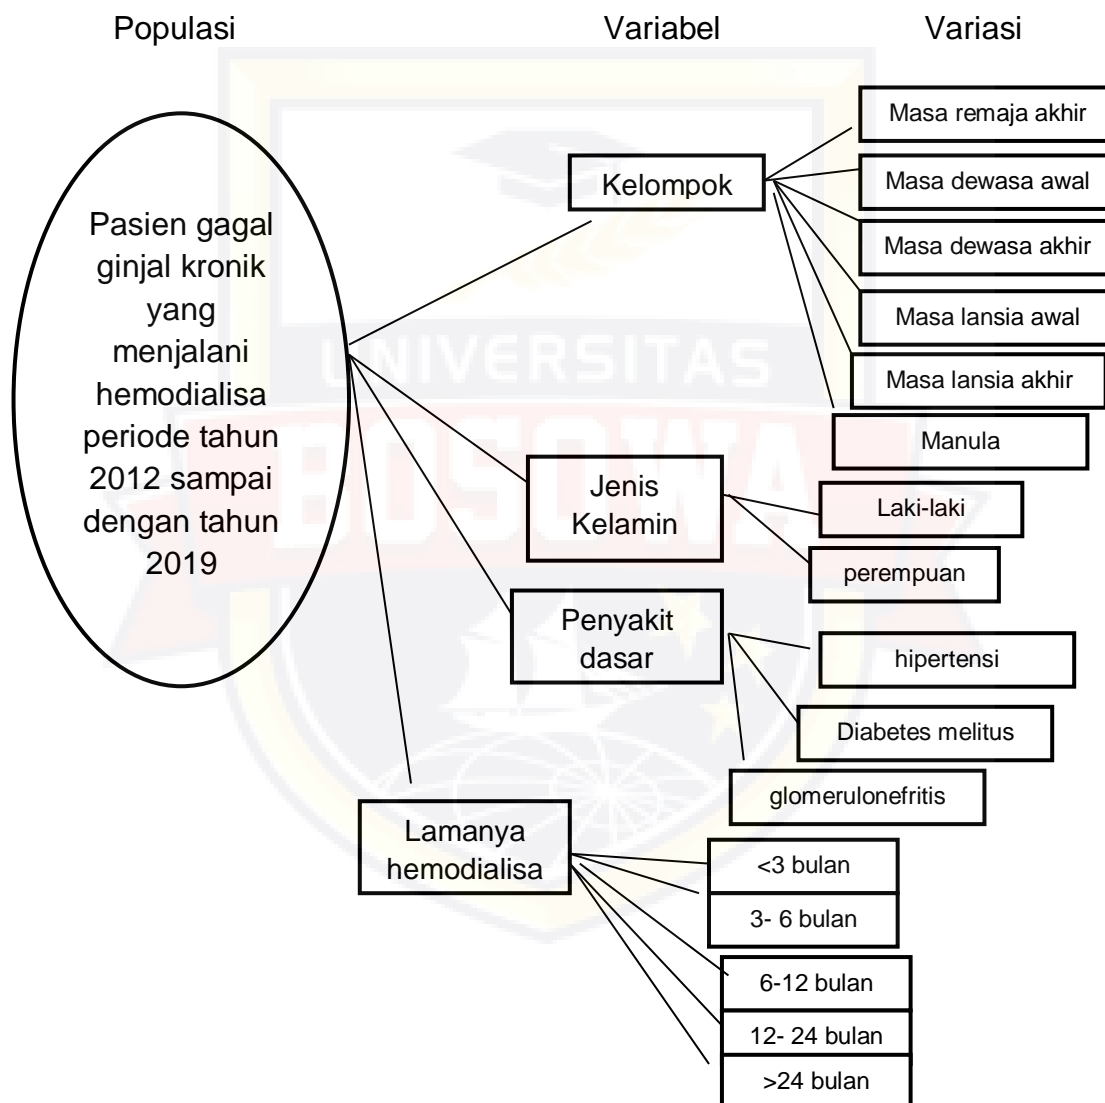 Populasi
Variabel
Variasi
Pasien gagal
ginjal kronik
yang
menjalani
hemodialisa
periode tahun
2012 sampai
dengan tahun
2019
Kelompok
Masa remaja akhir
Masa dewasa awal
Masa dewasa akhir
Masa lansia awal
Masa lansia akhir
Manula
Jenis
Kelamin
Laki-laki
perempuan
Penyakit
dasar
hipertensi
Diabetes melitus
glomerulonefritis
Lamanya
hemodialisa
<3 bulan
3- 6 bulan
6-12 bulan
12- 24 bulan
>24 bulan
UNIVERSITAS
BOSOWA